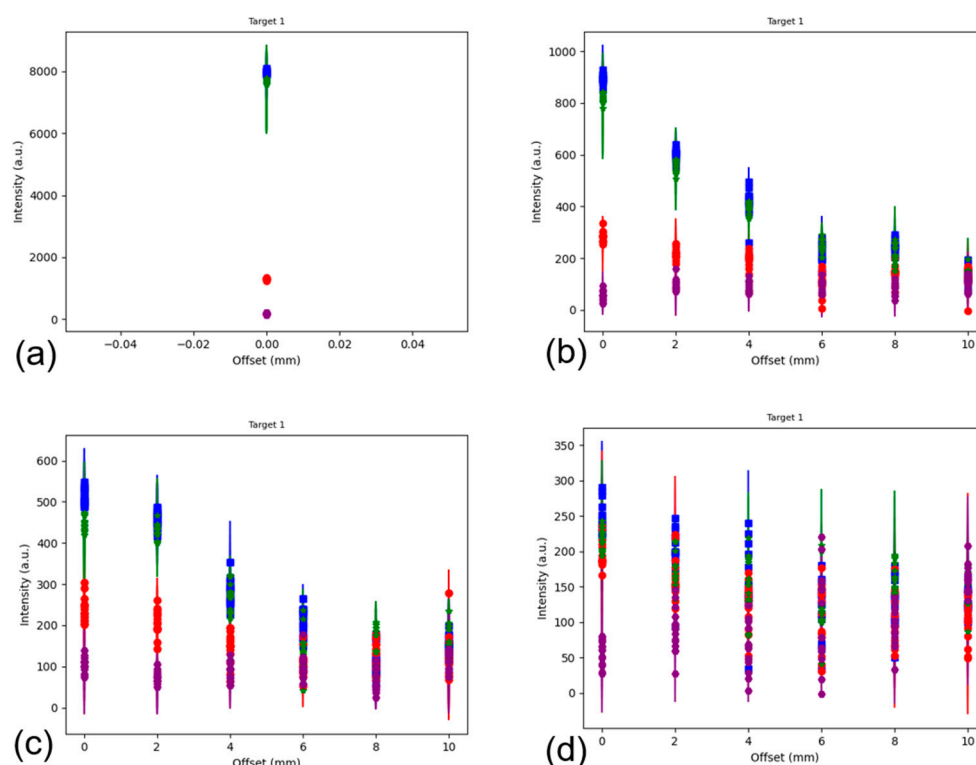 Target 1
Intensity (a.u.)
8000
6000
4000
2000
0
−0.04 −0.02 0.00 0.02 0.04
Offset (mm)
(a)
Target 1
Intensity (a.u.)
1000
800
600
400
200
0
0 2 4 6 8 10
Offset (mm)
(b)
Target 1
Intensity (a.u.)
600
500
400
300
200
100
0
0 2 4 6 8 10
Offset (mm)
(c)
Target 1
Intensity (a.u.)
350
300
250
200
150
100
50
0
0 2 4 6 8 10
Offset (mm)
(d)